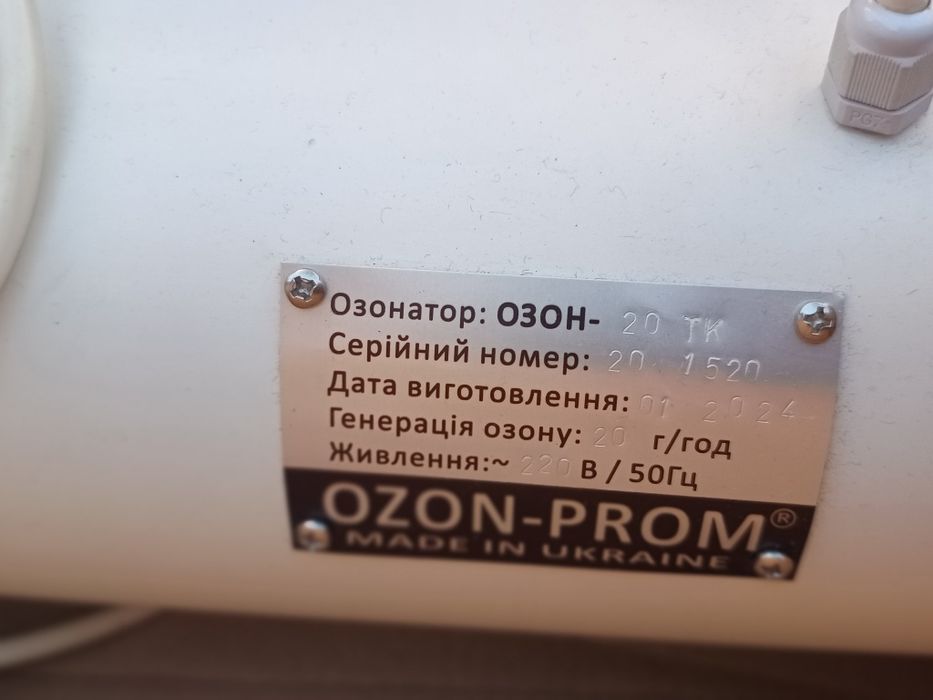 PG7
Озонатор: ОЗОН- 20 ТК
Серійний номер: 20 1520
Дата виготовлення: 01 2024
Генерація озону: 20 г/год
Живлення:~ 220 В / 50Гц
OZON-PROM®
MADE IN UKRAINE